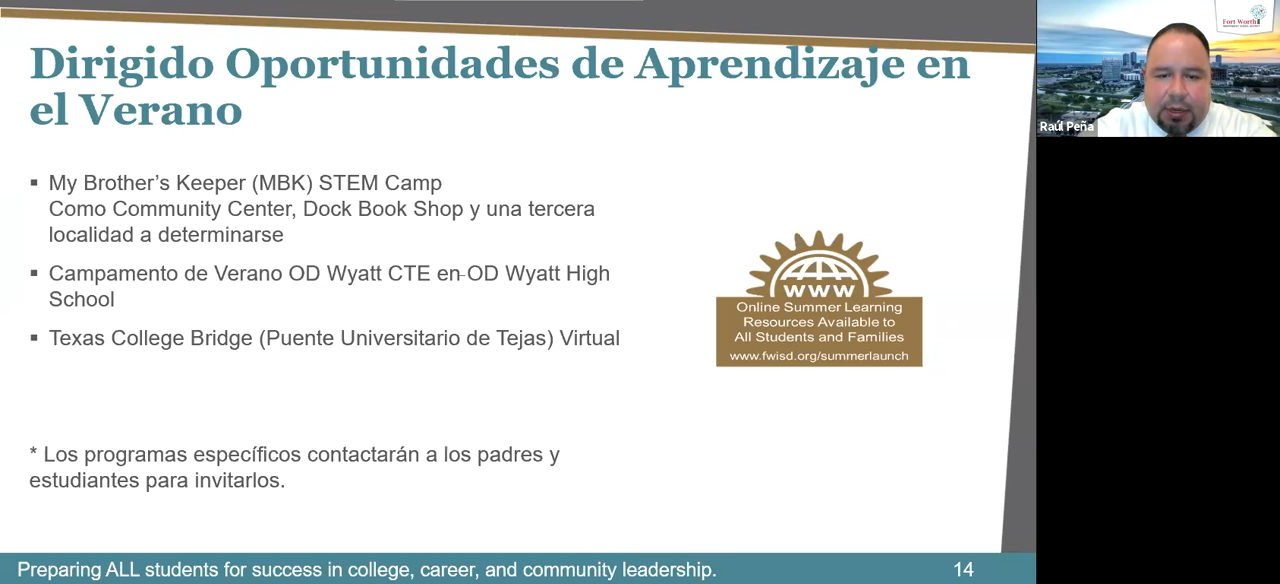 Dirigido Oportunidades de Aprendizaje en
el Verano
▪ My Brother's Keeper (MBK) STEM Camp
Como Community Center, Dock Book Shop y una tercera
localidad a determinarse
▪ Campamento de Verano OD Wyatt CTE en OD Wyatt High
School
▪ Texas College Bridge (Puente Universitario de Tejas) Virtual
* Los programas específicos contactarán a los padres y
estudiantes para invitarlos.
WWW
Online Summer Learning
Resources Available to
All Students and Families
www.fwisd.org/summerlaunch
Preparing ALL students for success in college, career, and community leadership.
14
Fort Worth
Raúl Peña